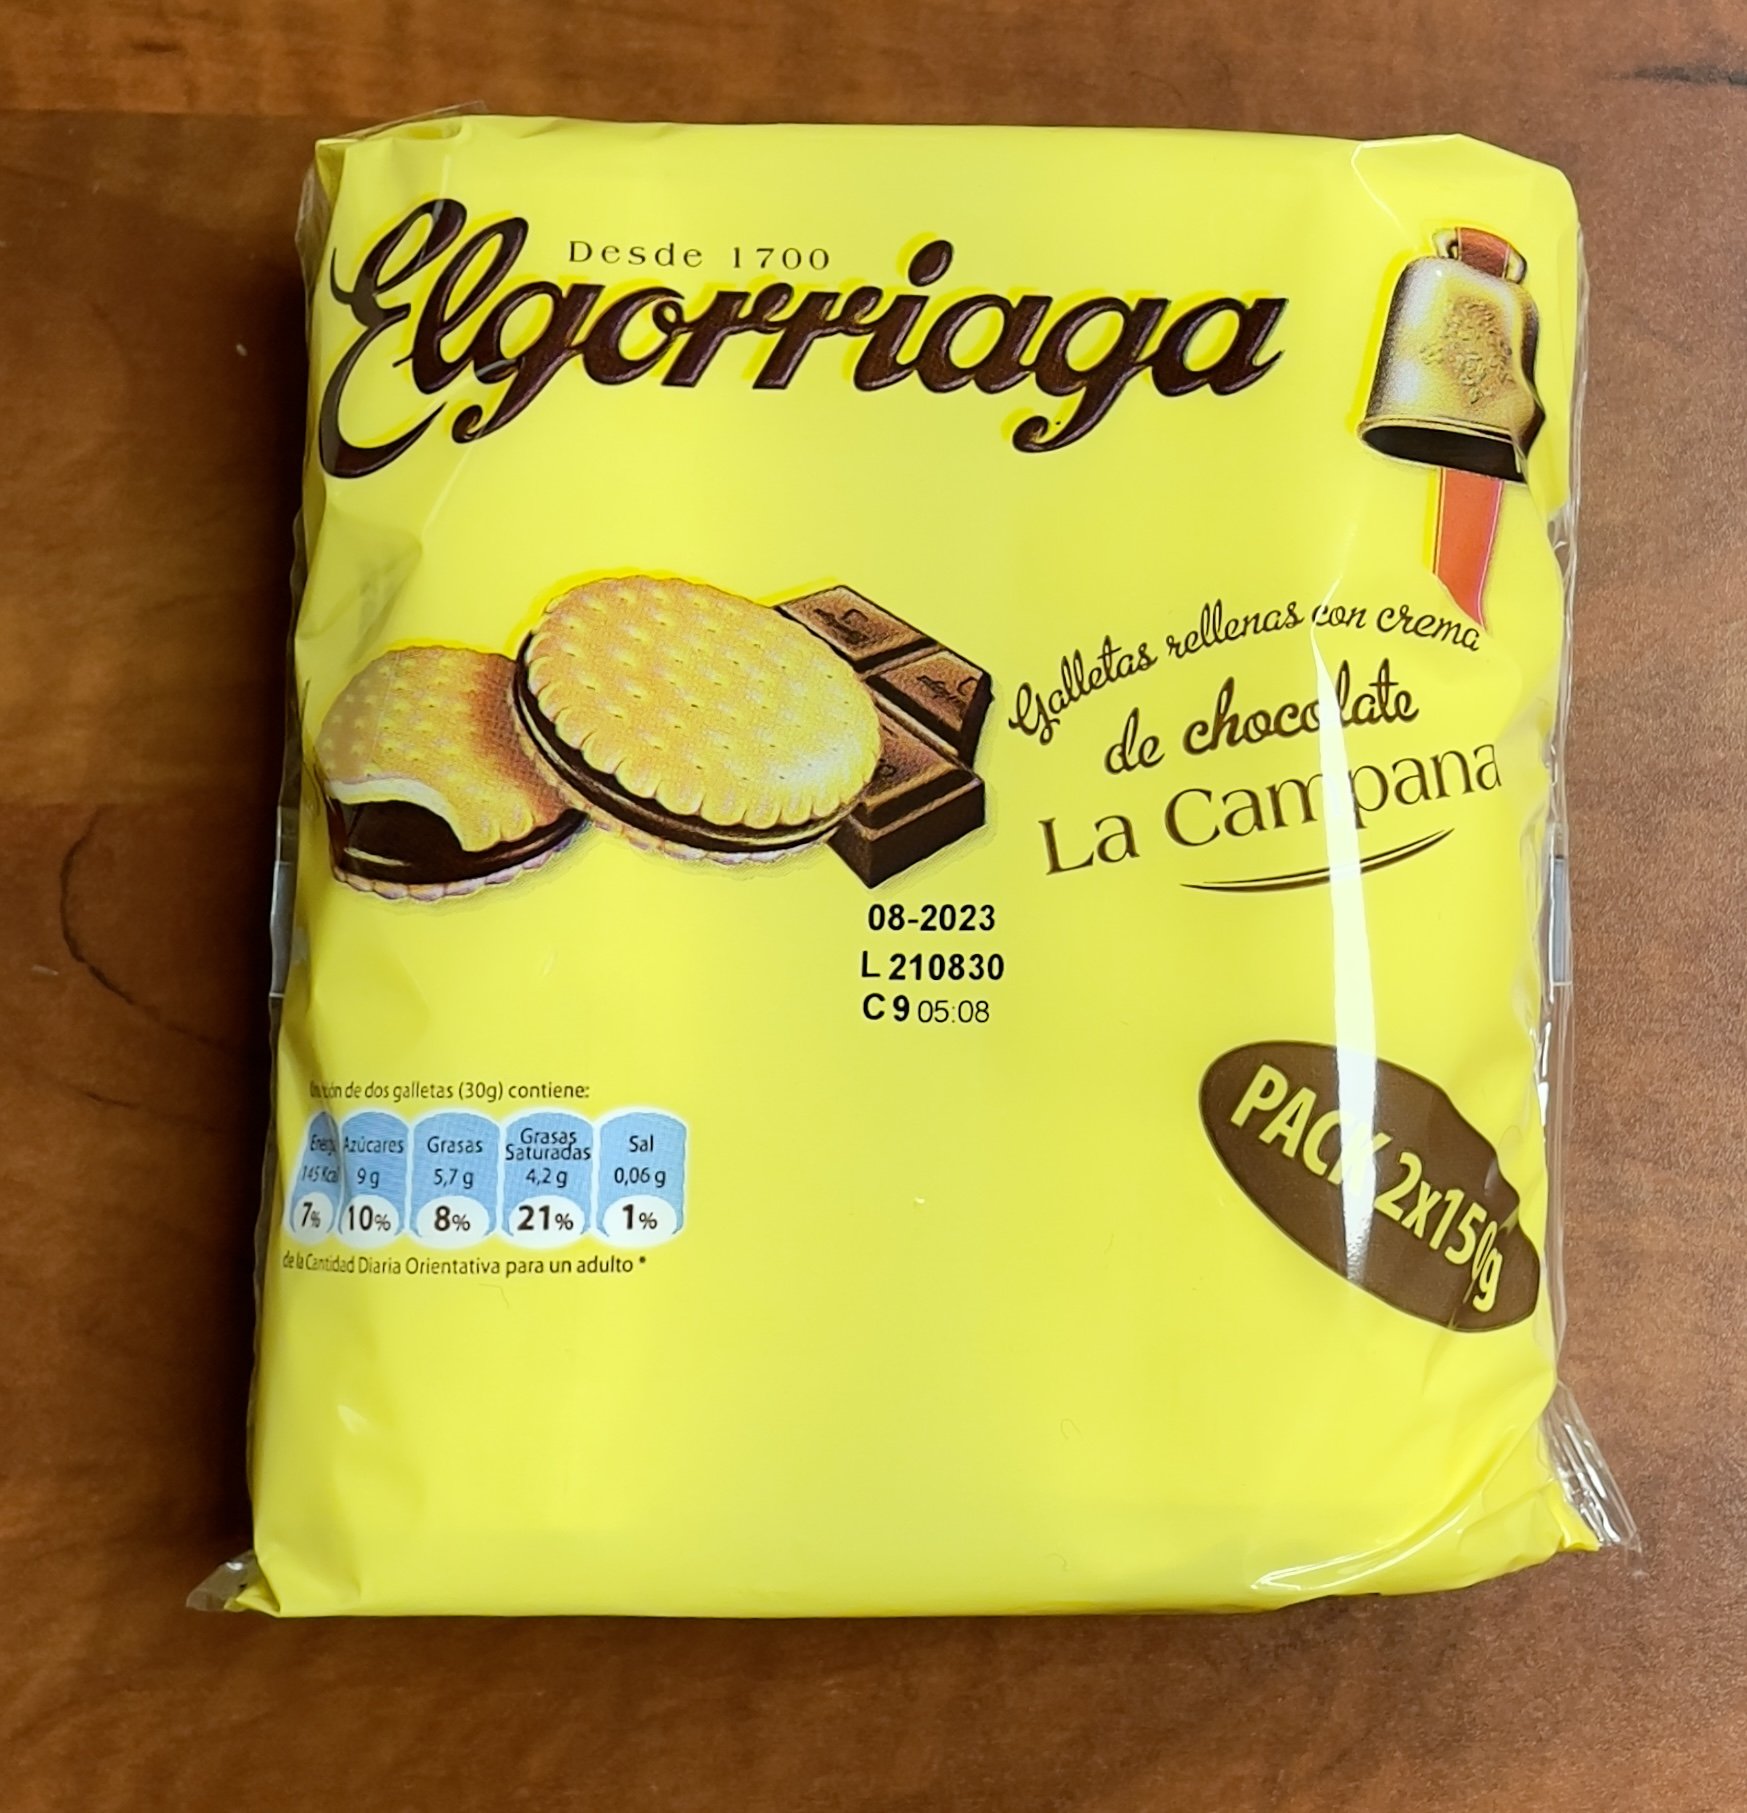 Desde 1700
Elgorriaga
Galletas rellenas con crema
de chocolate
La Campana
08-2023
L 210830
C 9 05:08
de dos galletas (30g) contiene:
Azúcares Grasas Grasas Saturadas Sal
145 Kcal 9 g 5,7 g 4,2 g 0,06 g
7% 10% 8% 21% 1%
de la Cantidad Diaria Orientativa para un adulto *
PACK 2x150g